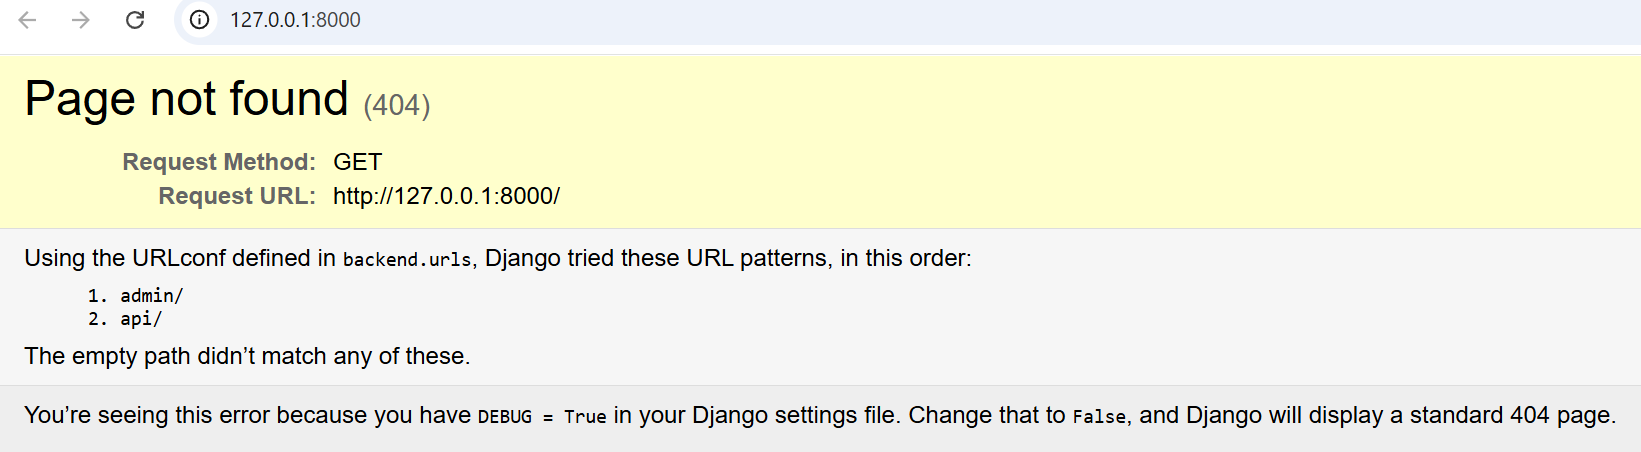 127.0.0.1:8000
Page not found (404)
Request Method: GET
Request URL: http://127.0.0.1:8000/
Using the URLconf defined in backend.urls, Django tried these URL patterns, in this order:
1. admin/
2. api/
The empty path didn’t match any of these.
You’re seeing this error because you have DEBUG = True in your Django settings file. Change that to False, and Django will display a standard 404 page.